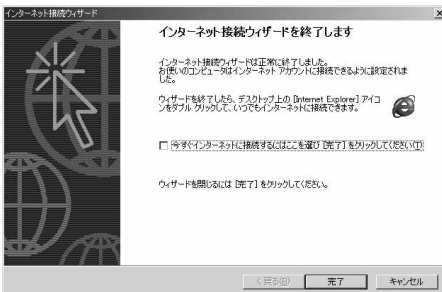 インターネット接続ウィザード
インターネット接続ウィザードを終了します
インターネット接続ウィザードは正常に終了しました。
お使いのコンピュータはインターネット アカウントに接続できるように設定されま
した。
ウィザードを終了したら、デスクトップ上の [Internet Explorer] アイコ
ンをダブル クリックして、いつでもインターネットに接続できます。
今すぐインターネットに接続するにはここを選び [完了] をクリックしてください(T)
ウィザードを閉じるには [完了] をクリックしてください。
< 戻る(B)
完了
キャンセル